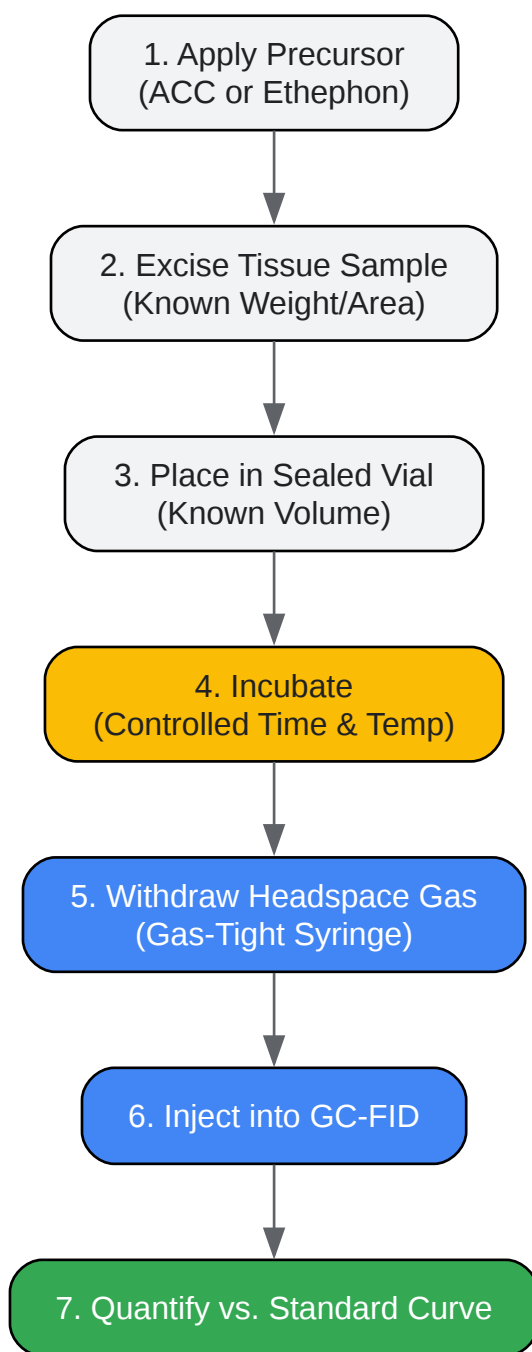 1. Apply Precursor
(ACC or Ethephon)
2. Excise Tissue Sample
(Known Weight/Area)
3. Place in Sealed Vial
(Known Volume)
4. Incubate
(Controlled Time & Temp)
5. Withdraw Headspace Gas
(Gas-Tight Syringe)
6. Inject into GC-FID
7. Quantify vs. Standard Curve